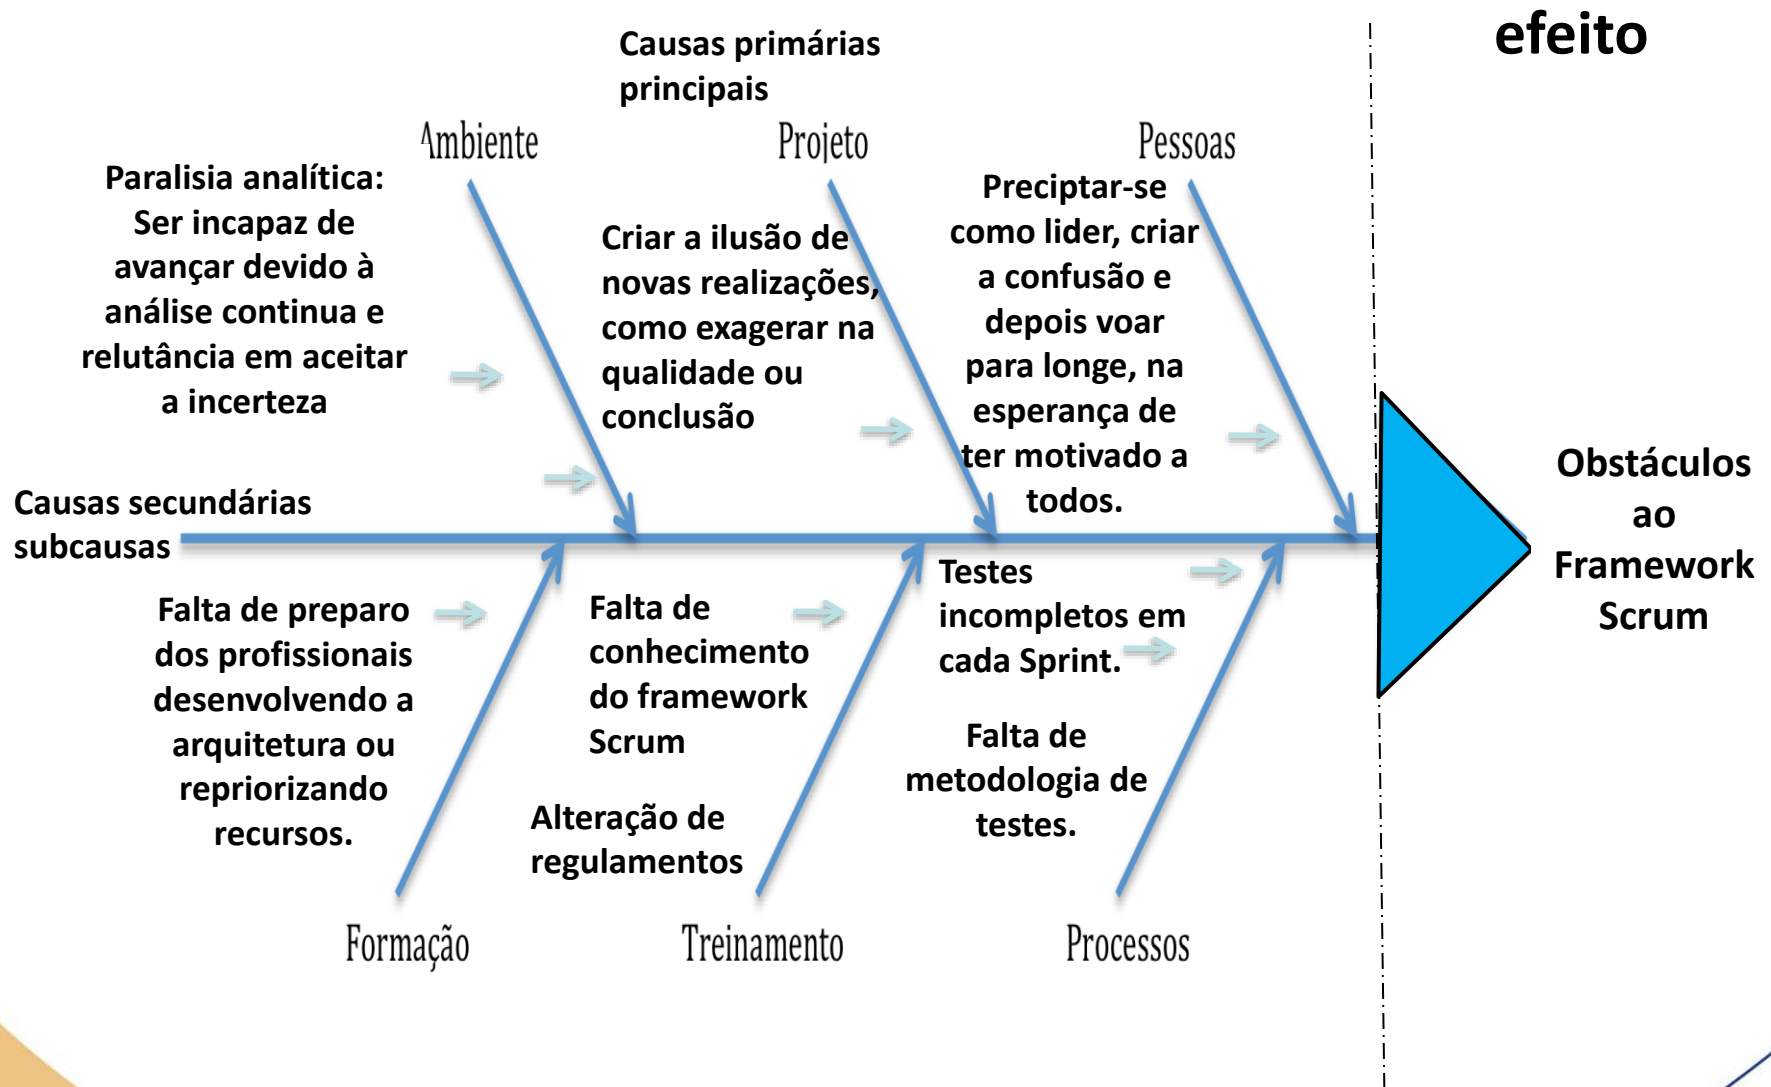 efeito
Causas primárias
principais
Ambiente
Projeto
Pessoas
Paralisia analítica:
Ser incapaz de
avançar devido à
análise continua e
relutância em aceitar
a incerteza
Criar a ilusão de
novas realizações,
como exagerar na
qualidade ou
conclusão
Preciptar-se
como lider, criar
a confusão e
depois voar
para longe, na
esperança de
ter motivado a
todos.
Causas secundárias
subcausas
Obstáculos
ao
Framework
Scrum
Falta de preparo
dos profissionais
desenvolvendo a
arquitetura ou
repriorizando
recursos.
Falta de
conhecimento
do framework
Scrum
Alteração de
regulamentos
Testes
incompletos em
cada Sprint.
Falta de
metodologia de
testes.
Formação
Treinamento
Processos